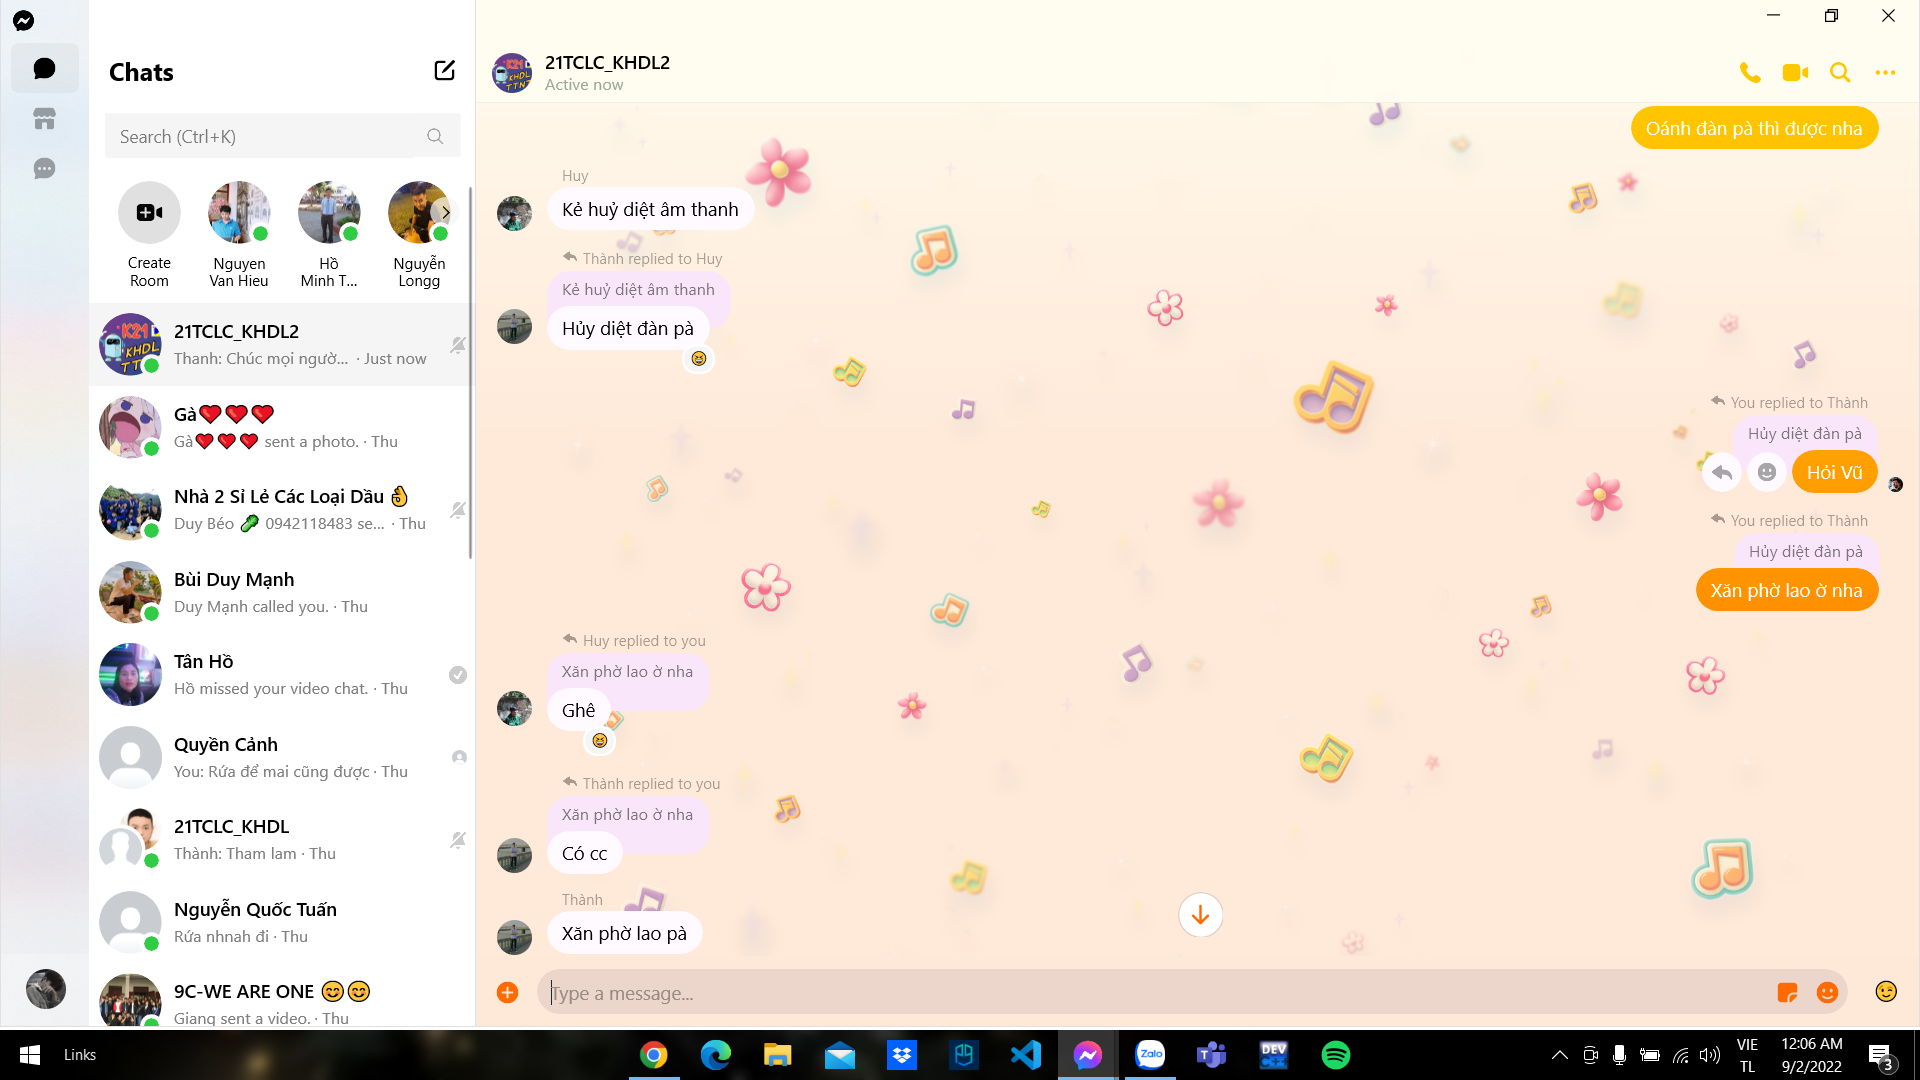 Chats
Search (Ctrl+K)
Create
Room
Nguyen
Van Hieu
Hồ
Minh T...
Nguyễn
Longg
21TCLC_KHDL2
Thanh: Chúc mọi ngườ... · Just now
Gà❤️❤️❤️
Gà❤️❤️❤️ sent a photo. · Thu
Nhà 2 Sỉ Lẻ Các Loại Dầu 👌
Duy Béo 🥒 0942118483 se... · Thu
Bùi Duy Mạnh
Duy Mạnh called you. · Thu
Tân Hồ
Hồ missed your video chat. · Thu
Quyền Cảnh
You: Rứa để mai cũng được · Thu
21TCLC_KHDL
Thành: Tham lam · Thu
Nguyễn Quốc Tuấn
Rứa nhnah đi · Thu
9C-WE ARE ONE 😊😊
Giang sent a video. · Thu
21TCLC_KHDL2
Active now
Oánh đàn pà thì được nha
Huy
Kẻ huỷ diệt âm thanh
Thành replied to Huy
Kẻ huỷ diệt âm thanh
Hủy diệt đàn pà
You replied to Thành
Hủy diệt đàn pà
Hỏi Vũ
You replied to Thành
Hủy diệt đàn pà
Xăn phờ lao ờ nha
Huy replied to you
Xăn phờ lao ờ nha
Ghê
Thành replied to you
Xăn phờ lao ờ nha
Có cc
Thành
Xăn phờ lao pà
Type a message...
Links
Zalo
DEV
C++
VIE
TL
12:06 AM
9/2/2022
3